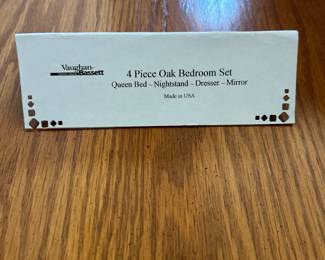 Vaughan-
Bassett
4 Piece Oak Bedroom Set
Queen Bed – Nightstand – Dresser – Mirror
Made in USA